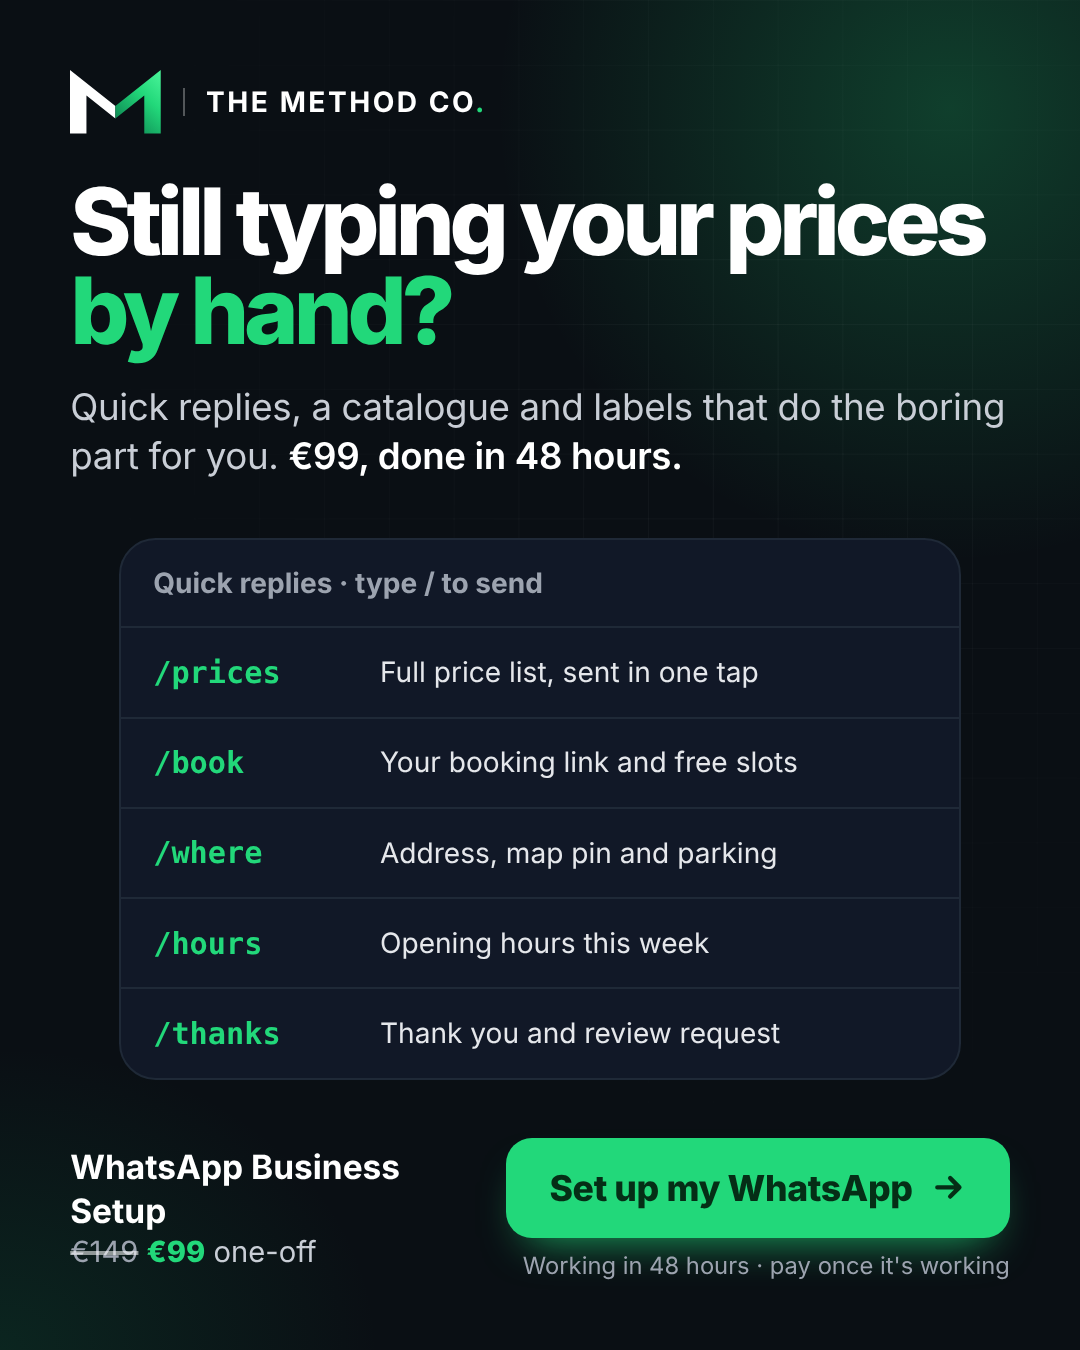 THE METHOD CO.
Still typing your prices
by hand?
Quick replies, a catalogue and labels that do the boring
part for you. €99, done in 48 hours.
Quick replies · type / to send
/prices Full price list, sent in one tap
/book Your booking link and free slots
/where Address, map pin and parking
/hours Opening hours this week
/thanks Thank you and review request
WhatsApp Business
Setup
€149 €99 one-off
Set up my WhatsApp →
Working in 48 hours · pay once it's working